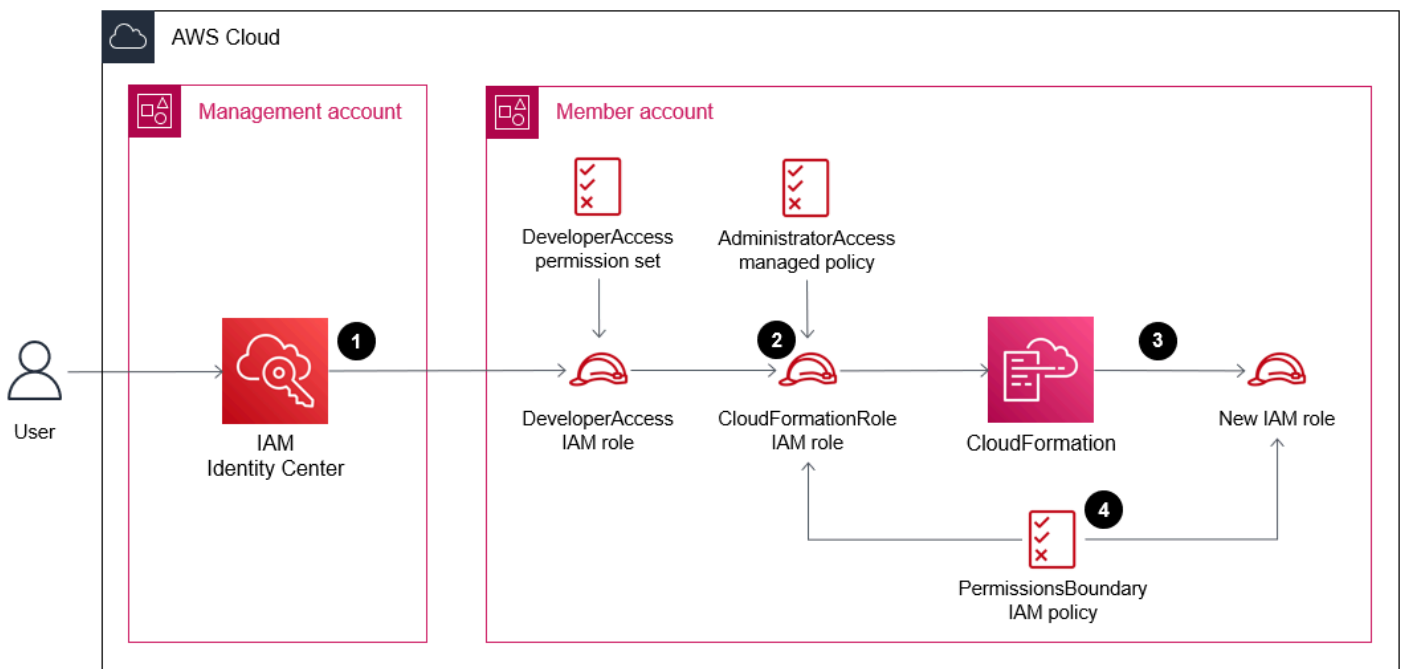 AWS Cloud
Management account
Member account
DeveloperAccess
permission set
AdministratorAccess
managed policy
1
2
3
User
IAM
Identity Center
DeveloperAccess
IAM role
CloudFormationRole
IAM role
CloudFormation
New IAM role
4
PermissionsBoundary
IAM policy